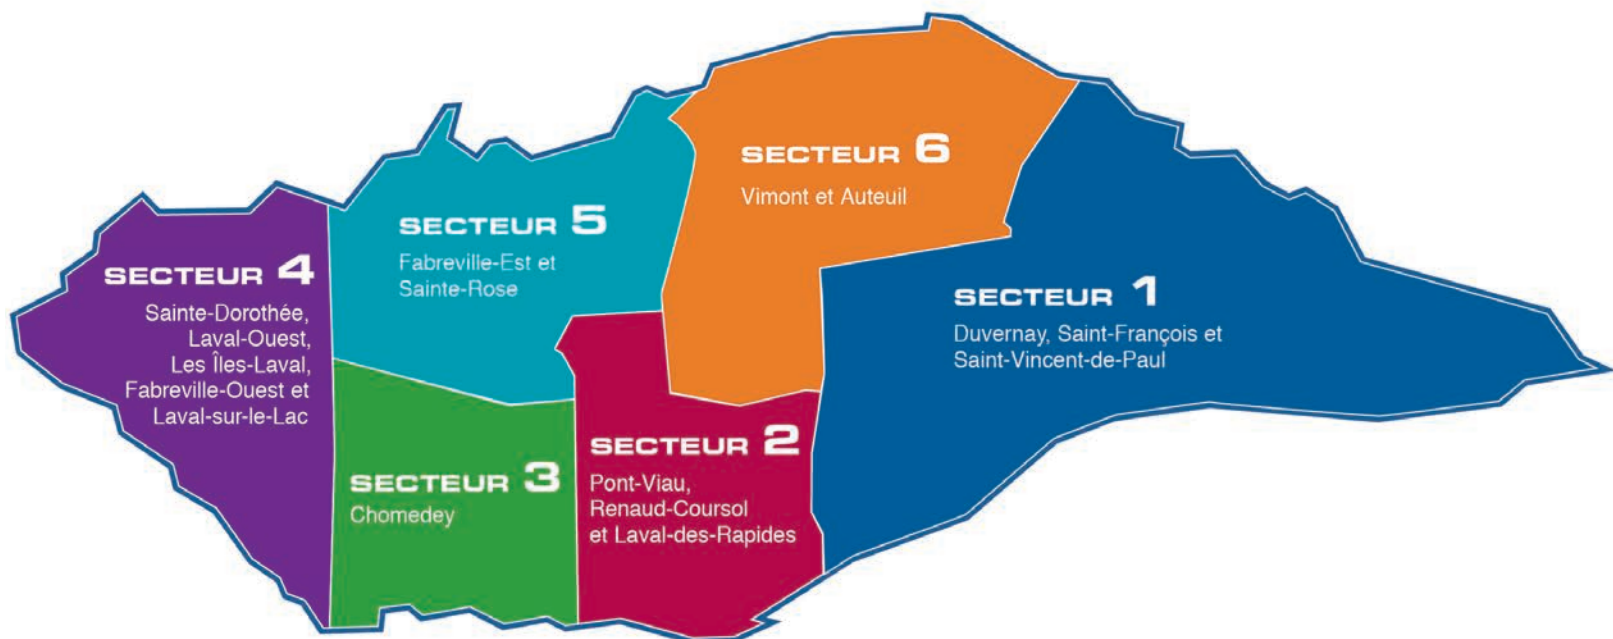 SECTEUR 6
Vimont et Auteuil
SECTEUR 5
Fabreville-Est et
Sainte-Rose
SECTEUR 4
Sainte-Dorothée,
Laval-Ouest,
Les Îles-Laval,
Fabreville-Ouest et
Laval-sur-le-Lac
SECTEUR 1
Duvernay, Saint-François et
Saint-Vincent-de-Paul
SECTEUR 2
Pont-Viau,
Renaud-Coursol
et Laval-des-Rapides
SECTEUR 3
Chomedey